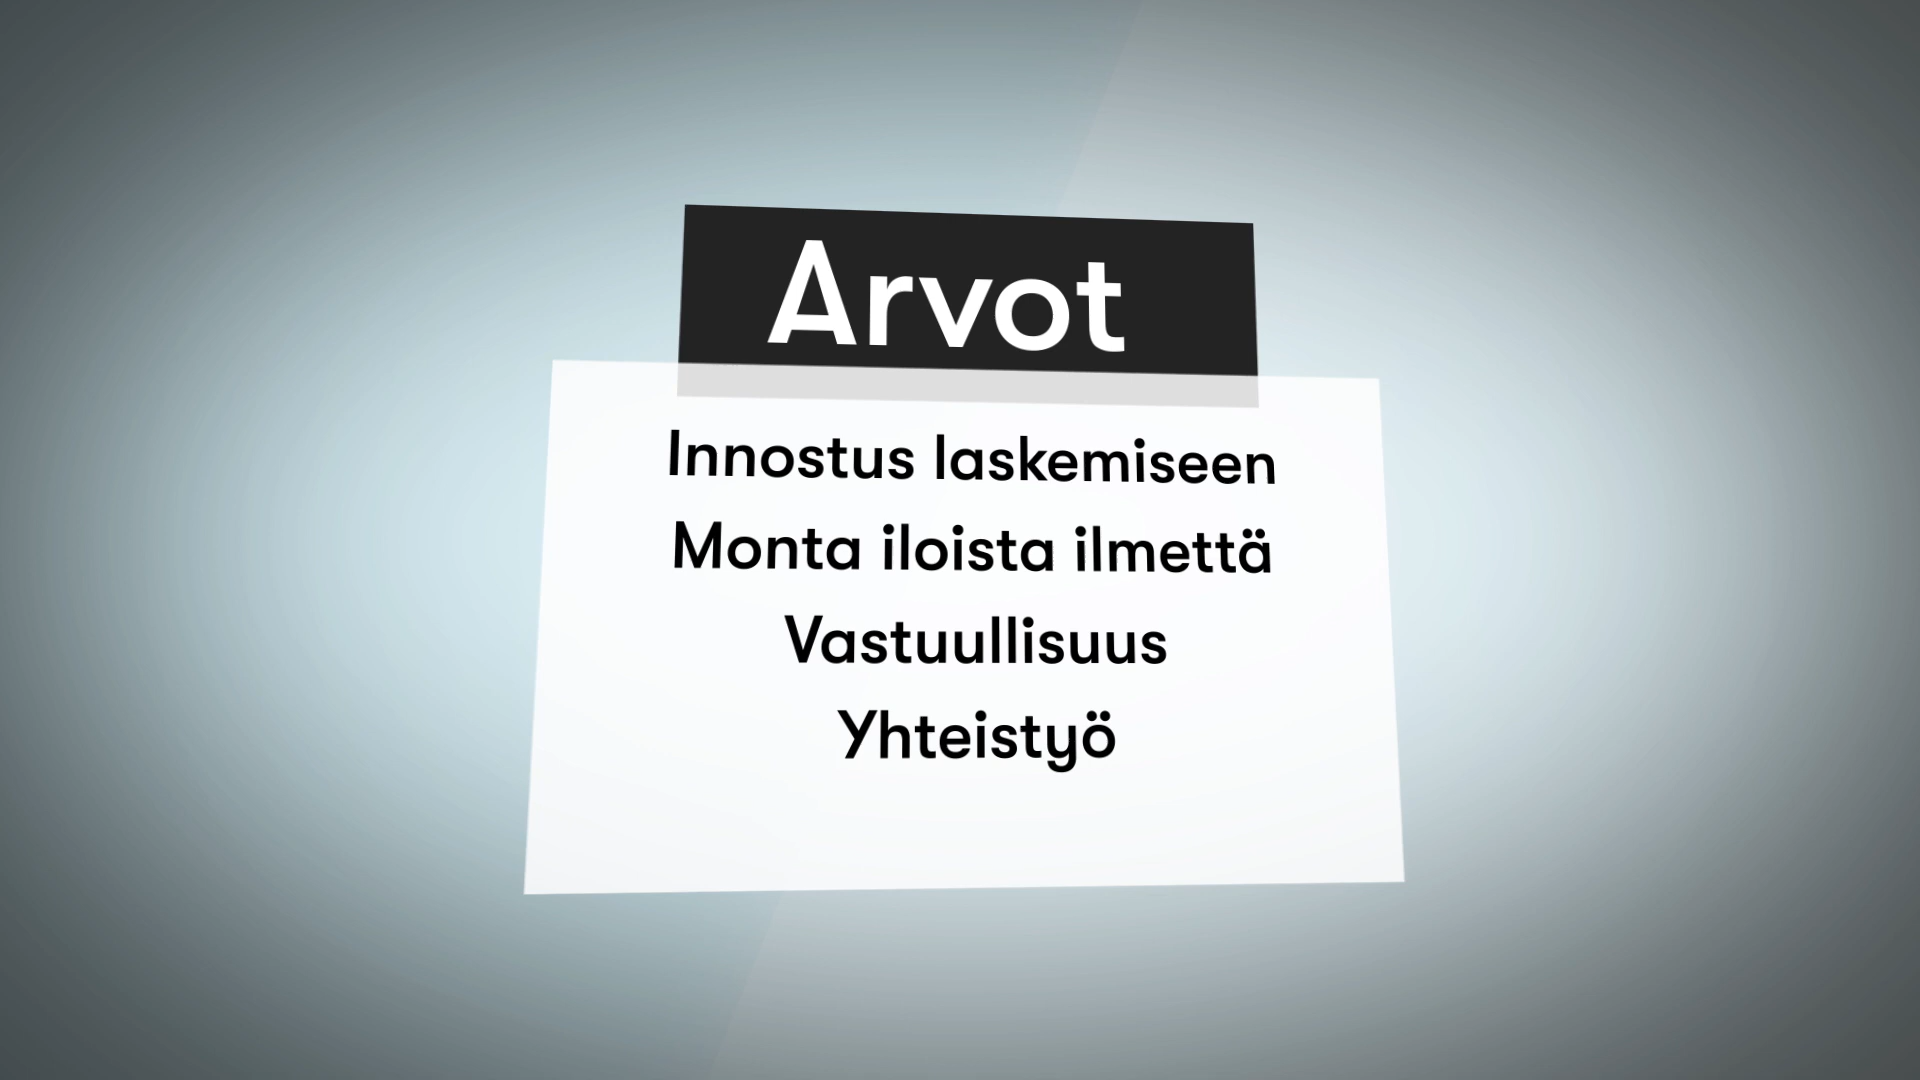 Arvot
Innostus laskemiseen
Monta iloista ilmettä
Vastuullisuus
Yhteistyö